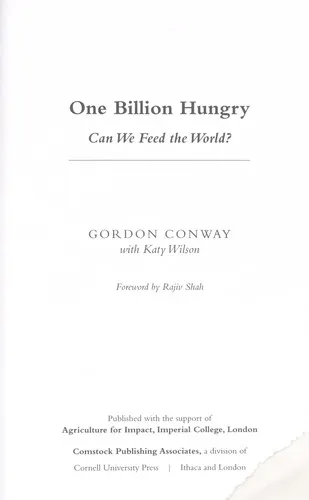 One Billion Hungry
Can We Feed the World?
GORDON CONWAY
with Katy Wilson
Foreword by Rajiv Shah
Published with the support of
Agriculture for Impact, Imperial College, London
Comstock Publishing Associates, a division of
Cornell University Press | Ithaca and London